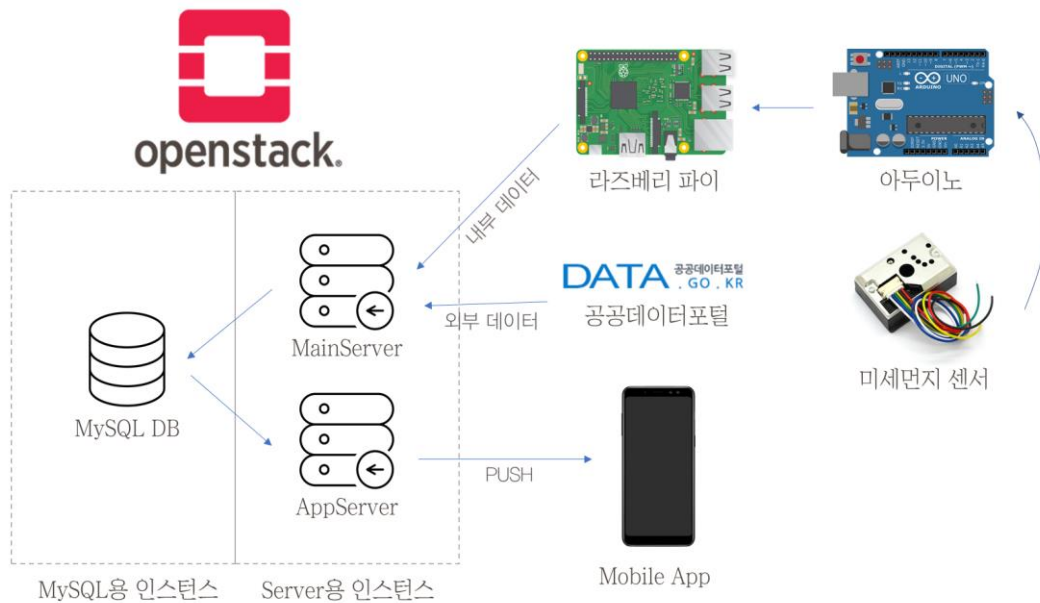 openstack.
UNO
ARDUINO
라즈베리 파이
아두이노
내부 데이터
DATA 공공데이터포털
.GO.KR
공공데이터포털
외부 데이터
MainServer
미세먼지 센서
MySQL DB
AppServer
PUSH
Mobile App
MySQL용 인스턴스
Server용 인스턴스